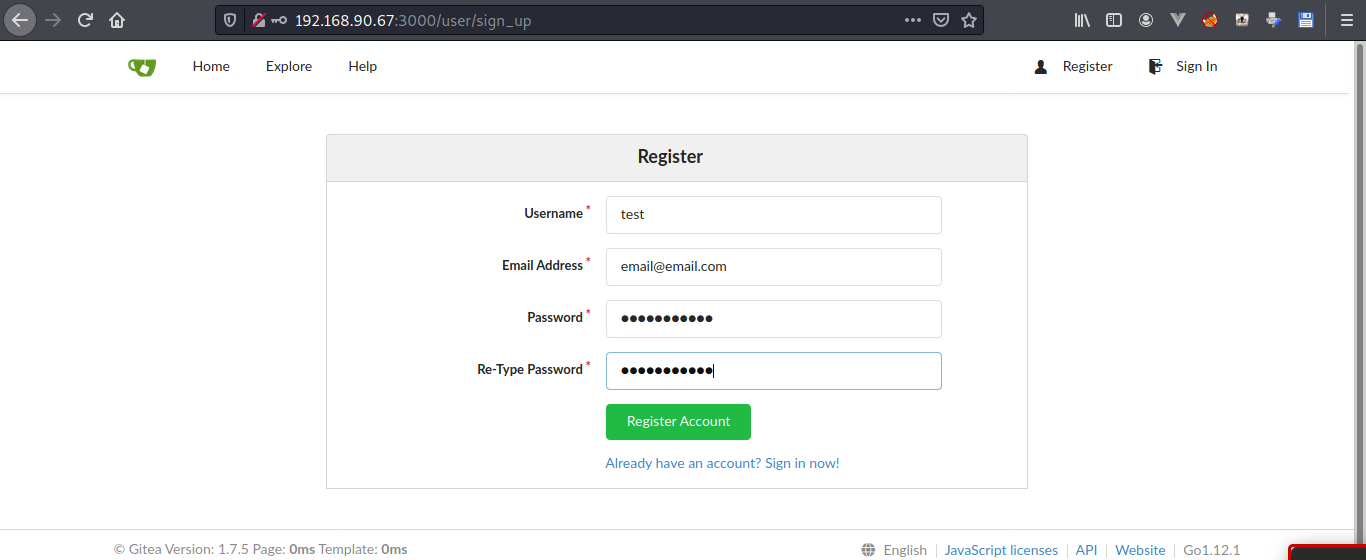 192.168.90.67:3000/user/sign_up
Home Explore Help Register Sign In
Register
Username *
test
Email Address *
email@email.com
Password *
●●●●●●●●●●●
Re-Type Password *
●●●●●●●●●●●
Register Account
Already have an account? Sign in now!
© Gitea Version: 1.7.5 Page: 0ms Template: 0ms English JavaScript licenses API Website Go1.12.1